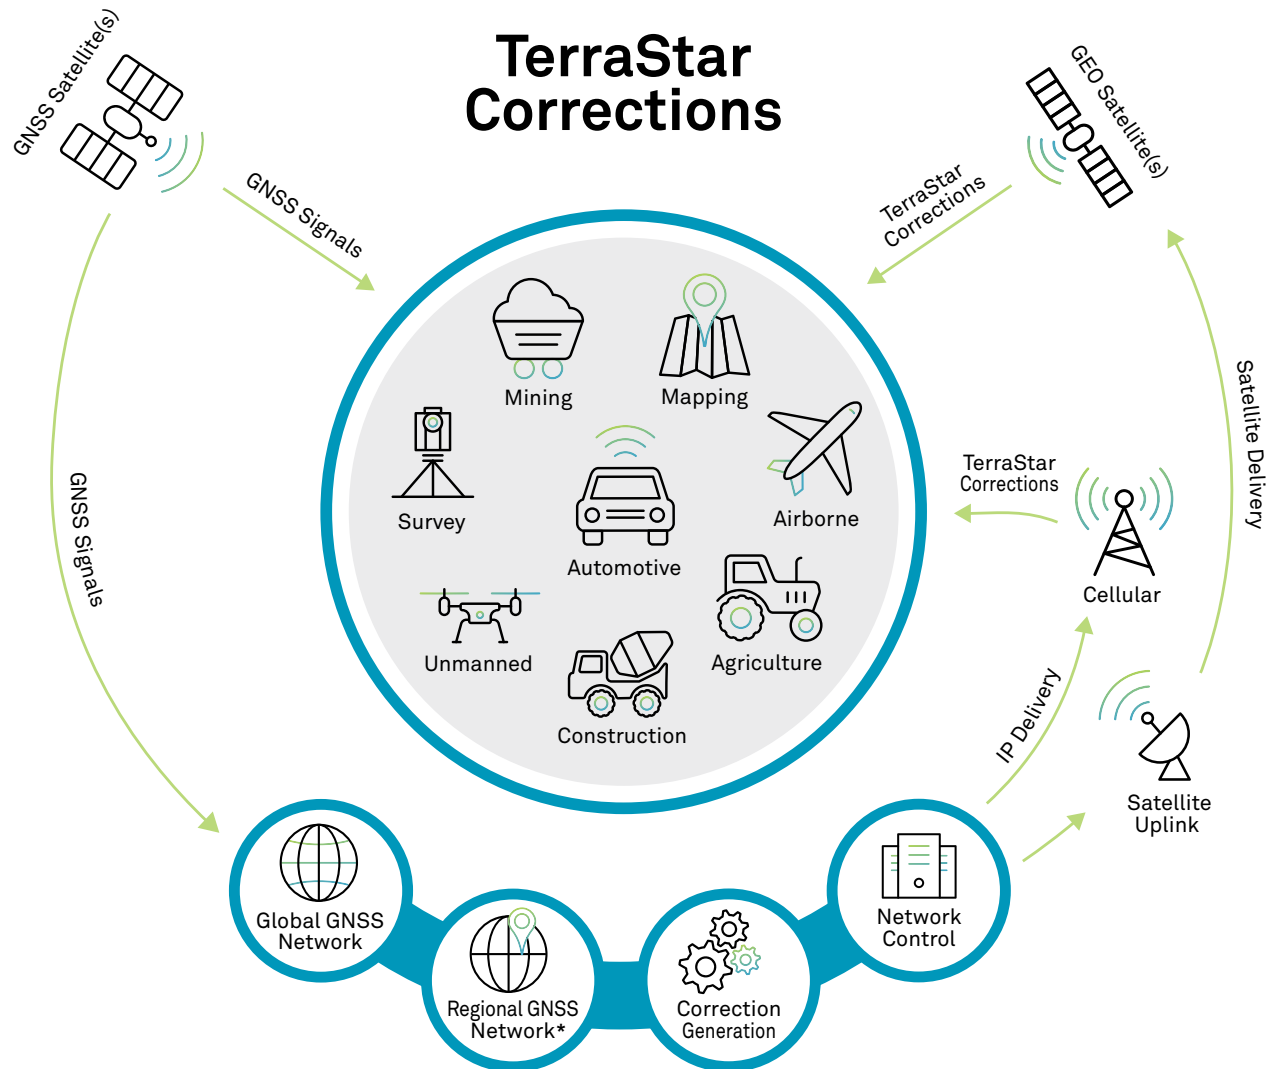 TerraStar
Corrections
GNSS Satellite(s)
GEO Satellite(s)
GNSS Signals
TerraStar
Corrections
Mining
Mapping
Survey
Automotive
Airborne
TerraStar
Corrections
Satellite Delivery
GNSS Signals
Cellular
Unmanned
Agriculture
Construction
IP Delivery
Satellite
Uplink
Global GNSS
Network
Regional GNSS
Network*
Correction
Generation
Network
Control